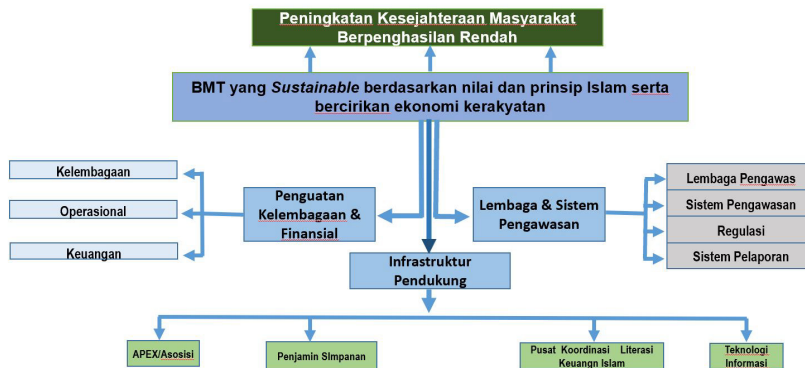 Peningkatan Kesejahteraan Masyarakat
Berpenghasilan Rendah
BMT yang Sustainable berdasarkan nilai dan prinsip Islam serta
bercirikan ekonomi kerakyatan
Kelembagaan
Operasional
Keuangan
Penguatan
Kelembagaan &
Finansial
Lembaga & Sistem
Pengawasan
Lembaga Pengawas
Sistem Pengawasan
Regulasi
Sistem Pelaporan
Infrastruktur
Pendukung
APEX/Asosisi
Penjamin SImpanan
Pusat Koordinasi Literasi
Keuangn Islam
Teknologi
Informasi